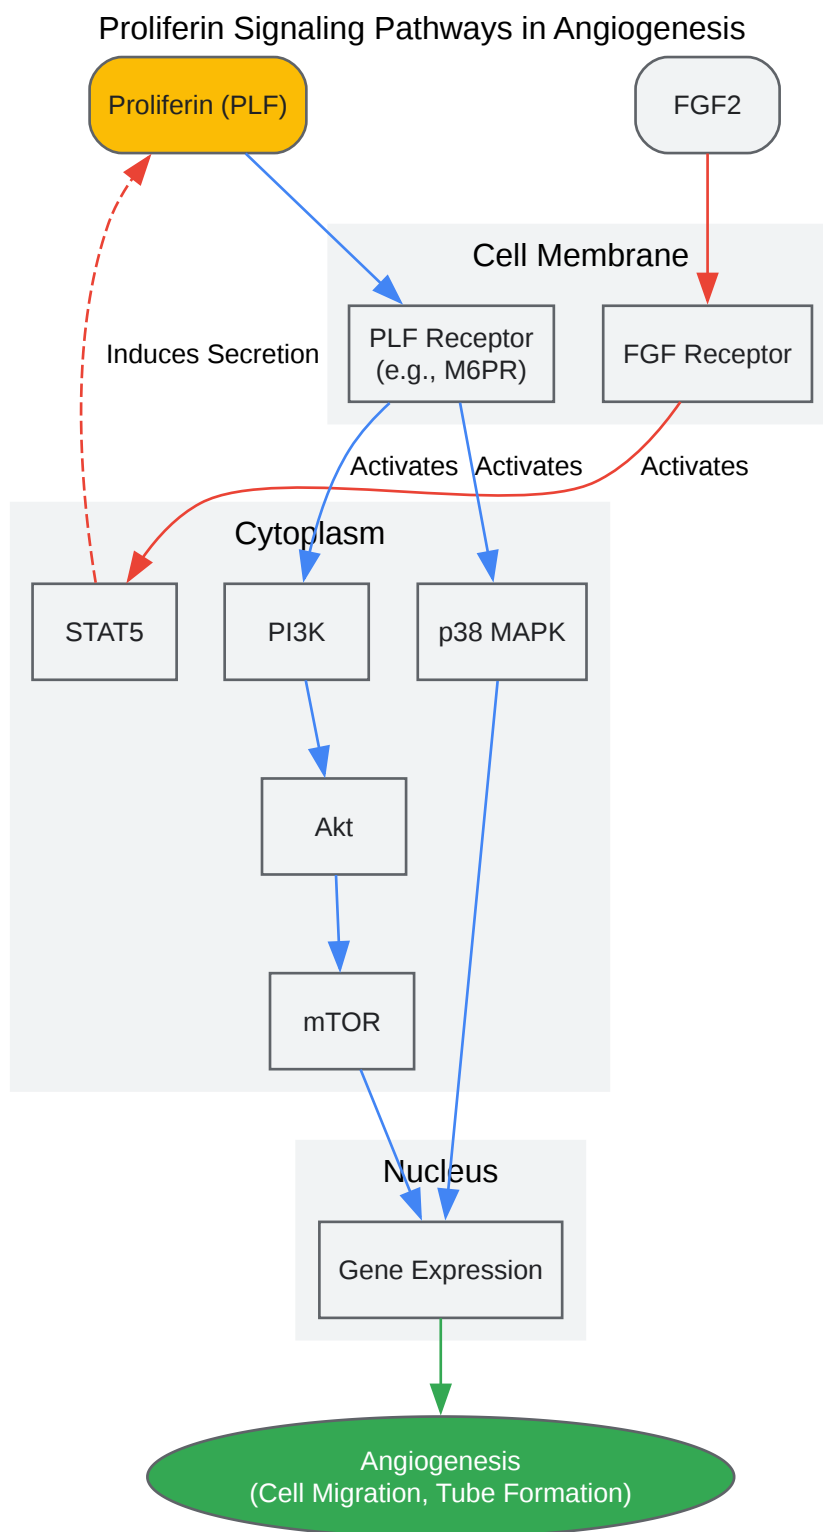 Proliferin Signaling Pathways in Angiogenesis
Proliferin (PLF)
FGF2
Cell Membrane
PLF Receptor
(e.g., M6PR)
FGF Receptor
Induces Secretion
Activates
Activates
Activates
Cytoplasm
STAT5
PI3K
p38 MAPK
Akt
mTOR
Nucleus
Gene Expression
Angiogenesis
(Cell Migration, Tube Formation)